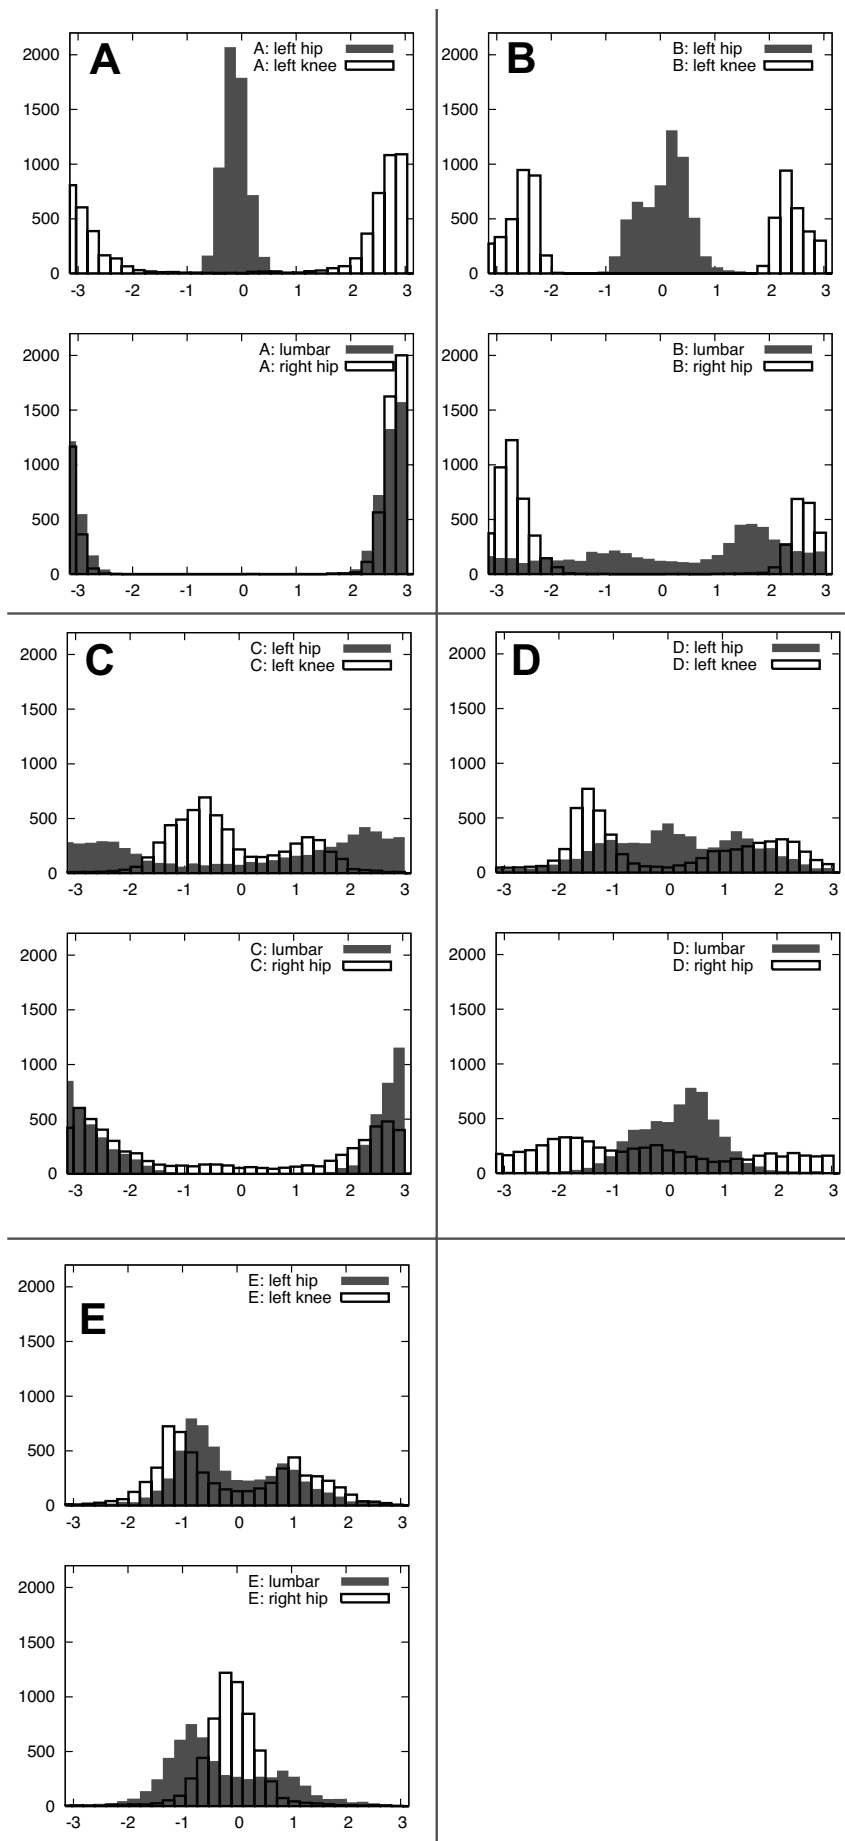 A
A: left hip
A: left knee
2000
1500
1000
500
0
-3 -2 -1 0 1 2 3
A: lumbar
A: right hip
2000
1500
1000
500
0
-3 -2 -1 0 1 2 3
B
B: left hip
B: left knee
2000
1500
1000
500
0
-3 -2 -1 0 1 2 3
B: lumbar
B: right hip
2000
1500
1000
500
0
-3 -2 -1 0 1 2 3
C
C: left hip
C: left knee
2000
1500
1000
500
0
-3 -2 -1 0 1 2 3
C: lumbar
C: right hip
2000
1500
1000
500
0
-3 -2 -1 0 1 2 3
D
D: left hip
D: left knee
2000
1500
1000
500
0
-3 -2 -1 0 1 2 3
D: lumbar
D: right hip
2000
1500
1000
500
0
-3 -2 -1 0 1 2 3
E
E: left hip
E: left knee
2000
1500
1000
500
0
-3 -2 -1 0 1 2 3
E: lumbar
E: right hip
2000
1500
1000
500
0
-3 -2 -1 0 1 2 3